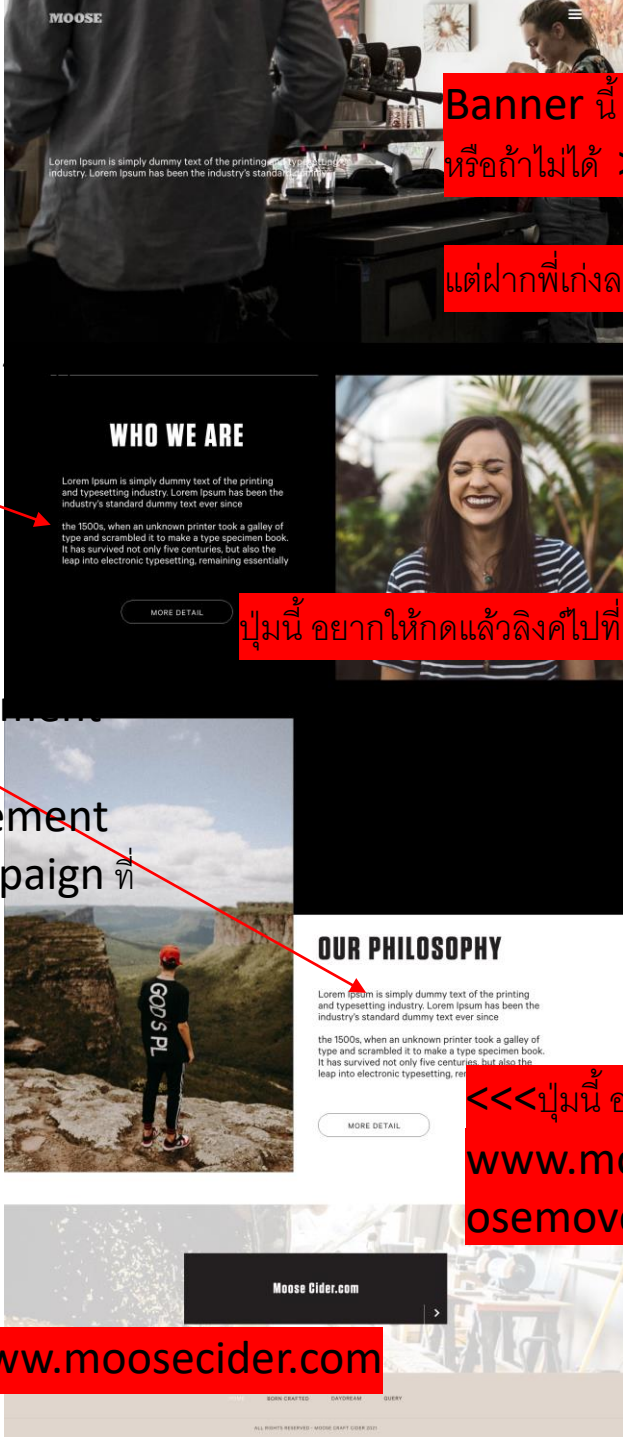 MOOSE
Banner นี้
Lorem Ipsum is simply dummy text of the printing and typesetting
industry. Lorem Ipsum has been the industry's standard dummy
หรือถ้าไม่ได้ >
แต่ฝากพี่เก่งล
WHO WE ARE
Lorem Ipsum is simply dummy text of the printing
and typesetting industry. Lorem Ipsum has been the
industry's standard dummy text ever since
the 1500s, when an unknown printer took a galley of
type and scrambled it to make a type specimen book.
It has survived not only five centuries, but also the
leap into electronic typesetting, remaining essentially
MORE DETAIL
ปุ่มนี้ อยากให้กดแล้วลิงค์ไปที่
ement
paign ที่
GOD'S PL
OUR PHILOSOPHY
Lorem Ipsum is simply dummy text of the printing
and typesetting industry. Lorem Ipsum has been the
industry's standard dummy text ever since
the 1500s, when an unknown printer took a galley of
type and scrambled it to make a type specimen book.
It has survived not only five centuries, but also the
leap into electronic typesetting, re
MORE DETAIL
<<<ปุ่มนี้ อ
www.mo
osemov
Moose Cider.com
>
ww.moosecider.com
BORN CRAFTED DAYDREAM QUERY
ALL RIGHTS RESERVED - MOOSE CRAFT CIDER 2021